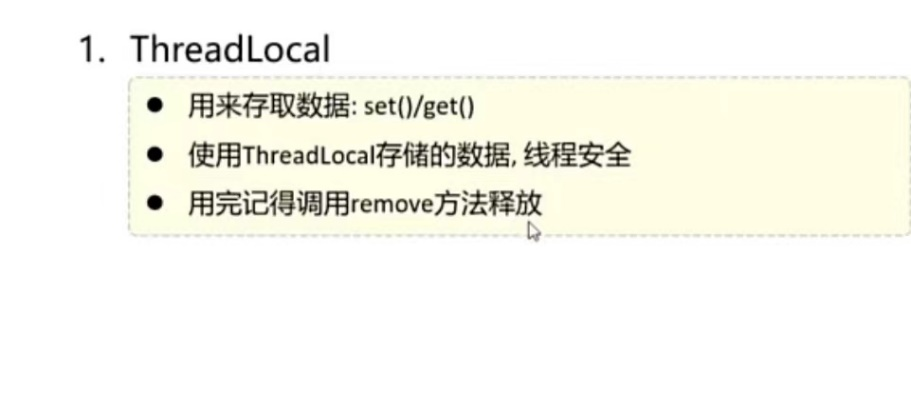 1. ThreadLocal
● 用来存取数据: set()/get()
● 使用ThreadLocal存储的数据, 线程安全
● 用完记得调用remove方法释放